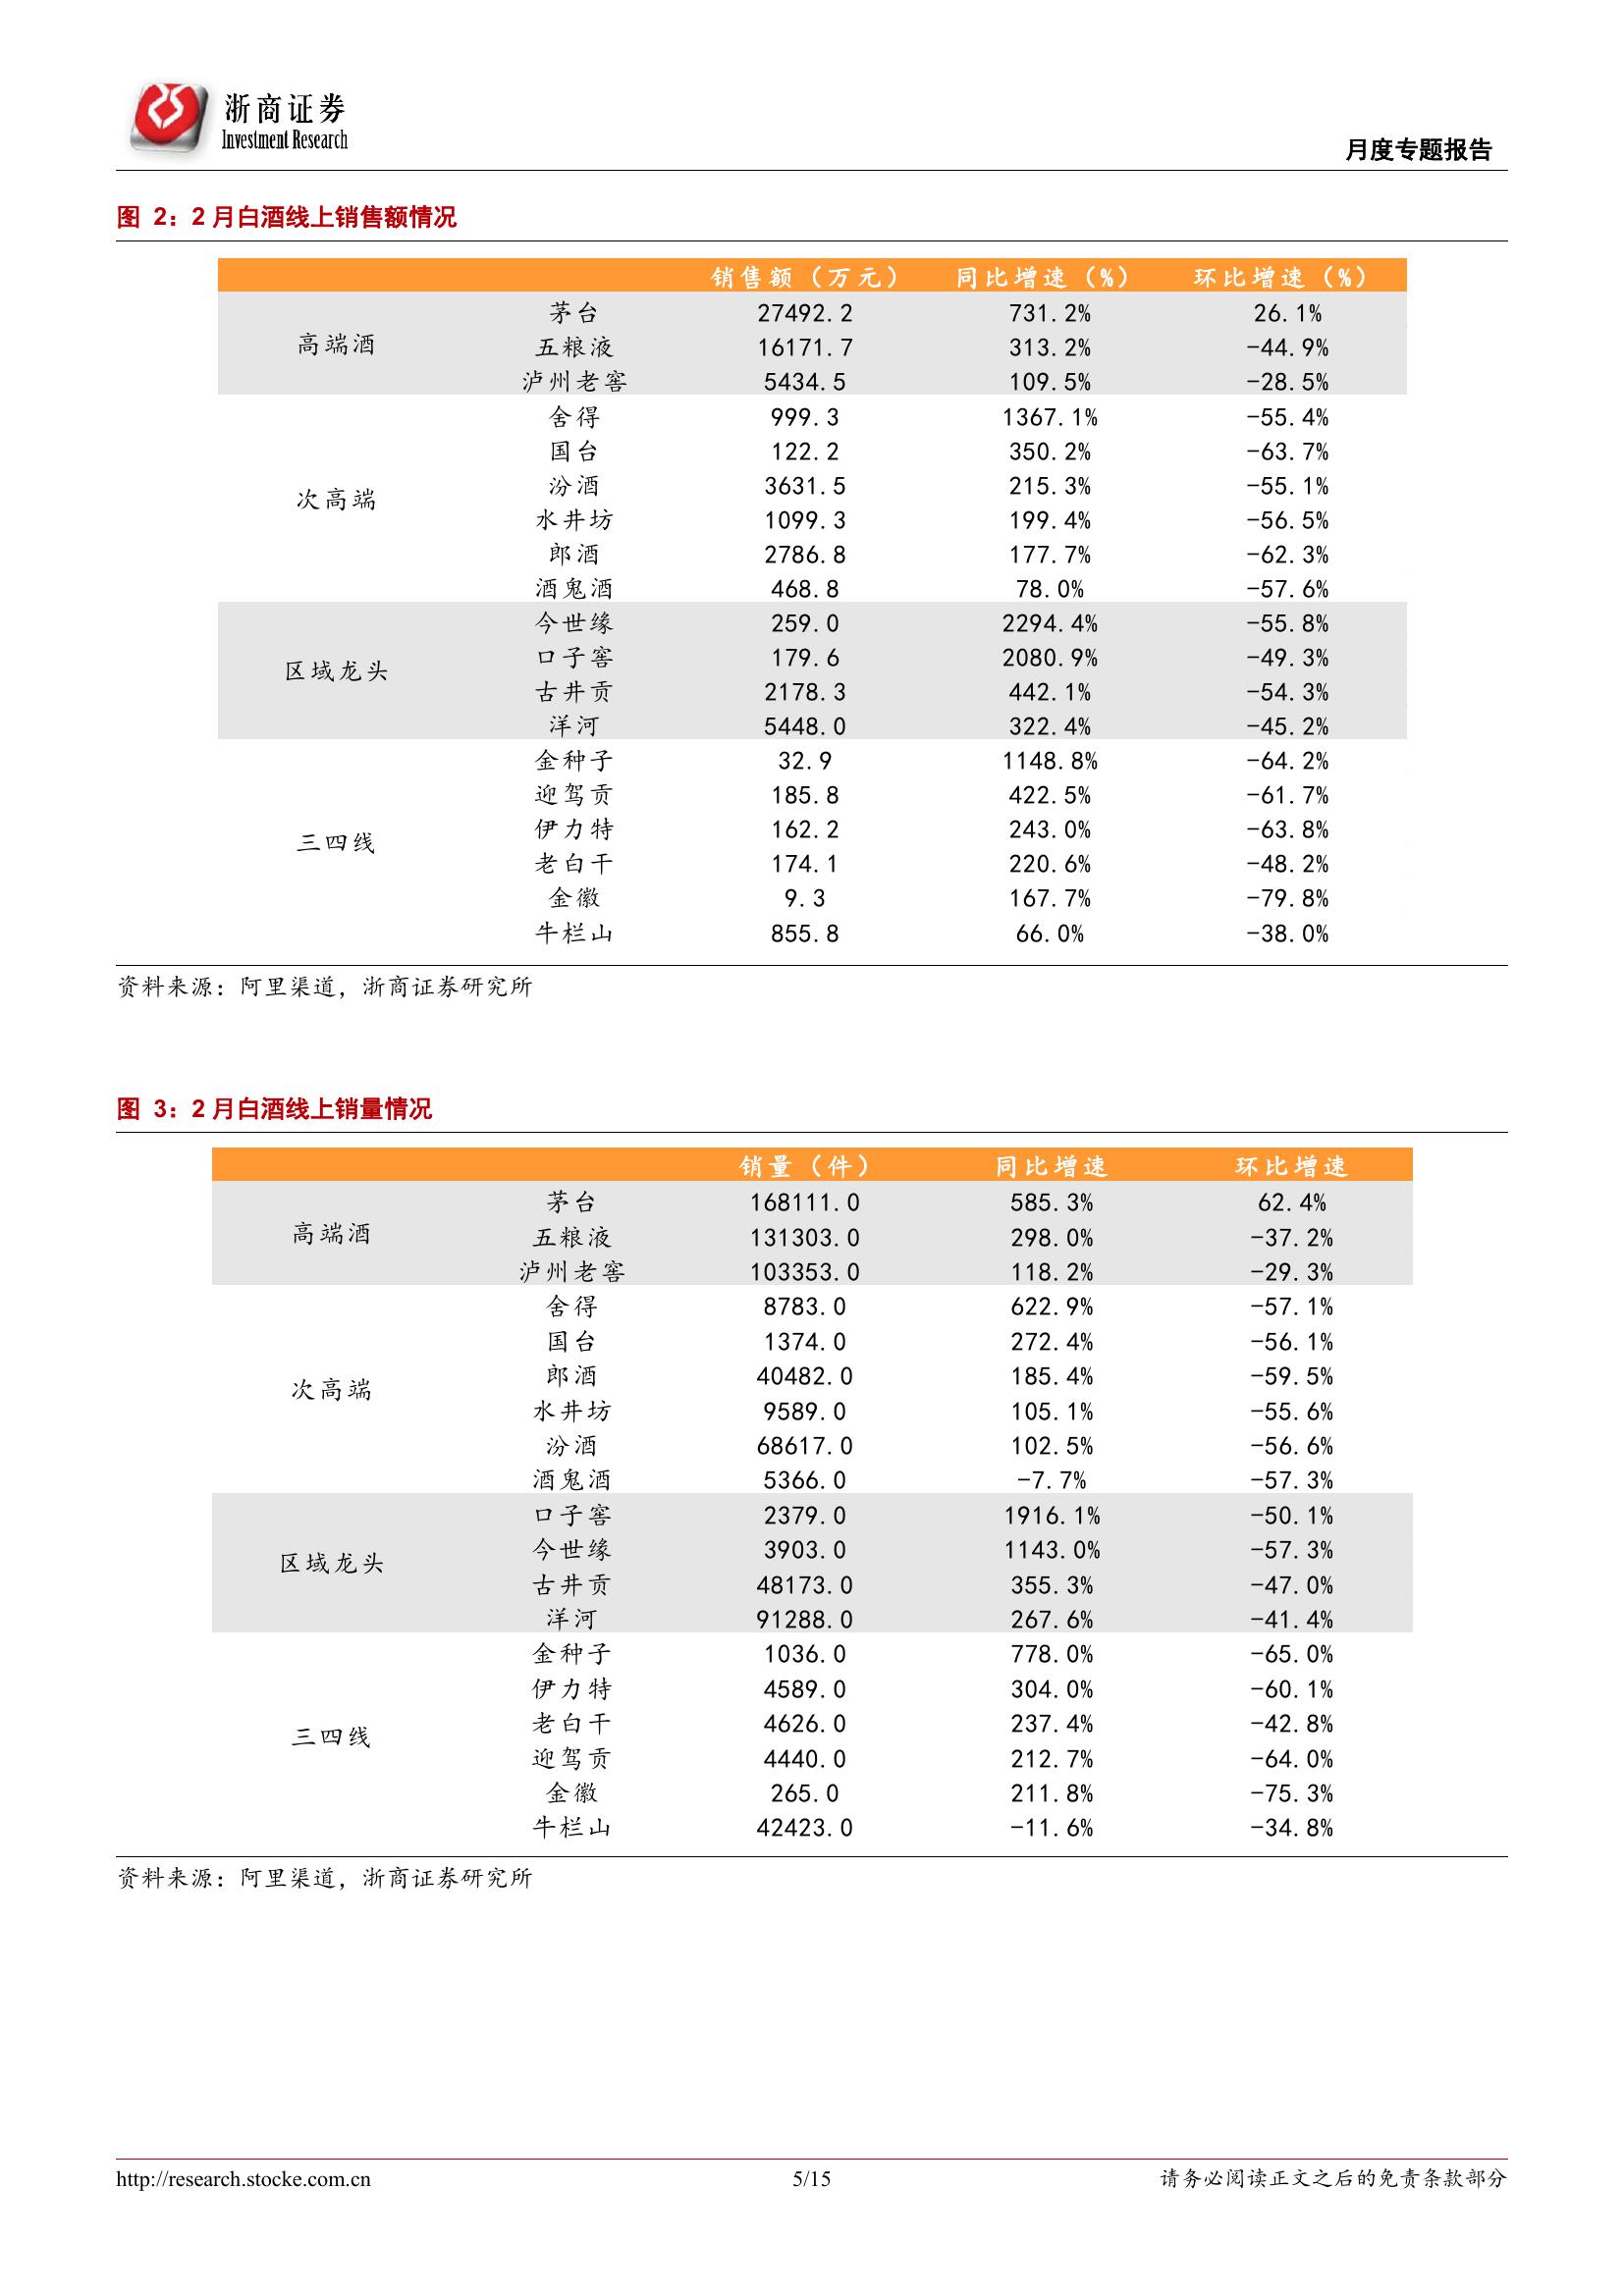 浙商证券
Investment Research
月度专题报告
图 2：2 月白酒线上销售额情况
销售额（万元） 同比增速（%） 环比增速（%）
高端酒
茅台 27492.2 731.2% 26.1%
五粮液 16171.7 313.2% -44.9%
泸州老窖 5434.5 109.5% -28.5%
次高端
舍得 999.3 1367.1% -55.4%
国台 122.2 350.2% -63.7%
汾酒 3631.5 215.3% -55.1%
水井坊 1099.3 199.4% -56.5%
郎酒 2786.8 177.7% -62.3%
酒鬼酒 468.8 78.0% -57.6%
区域龙头
今世缘 259.0 2294.4% -55.8%
口子窖 179.6 2080.9% -49.3%
古井贡 2178.3 442.1% -54.3%
洋河 5448.0 322.4% -45.2%
三四线
金种子 32.9 1148.8% -64.2%
迎驾贡 185.8 422.5% -61.7%
伊力特 162.2 243.0% -63.8%
老白干 174.1 220.6% -48.2%
金徽 9.3 167.7% -79.8%
牛栏山 855.8 66.0% -38.0%
资料来源：阿里渠道，浙商证券研究所
图 3：2 月白酒线上销量情况
销量（件） 同比增速 环比增速
高端酒
茅台 168111.0 585.3% 62.4%
五粮液 131303.0 298.0% -37.2%
泸州老窖 103353.0 118.2% -29.3%
次高端
舍得 8783.0 622.9% -57.1%
国台 1374.0 272.4% -56.1%
郎酒 40482.0 185.4% -59.5%
水井坊 9589.0 105.1% -55.6%
汾酒 68617.0 102.5% -56.6%
酒鬼酒 5366.0 -7.7% -57.3%
区域龙头
口子窖 2379.0 1916.1% -50.1%
今世缘 3903.0 1143.0% -57.3%
古井贡 48173.0 355.3% -47.0%
洋河 91288.0 267.6% -41.4%
三四线
金种子 1036.0 778.0% -65.0%
伊力特 4589.0 304.0% -60.1%
老白干 4626.0 237.4% -42.8%
迎驾贡 4440.0 212.7% -64.0%
金徽 265.0 211.8% -75.3%
牛栏山 42423.0 -11.6% -34.8%
资料来源：阿里渠道，浙商证券研究所
http://research.stocke.com.cn 5/15 请务必阅读正文之后的免责条款部分